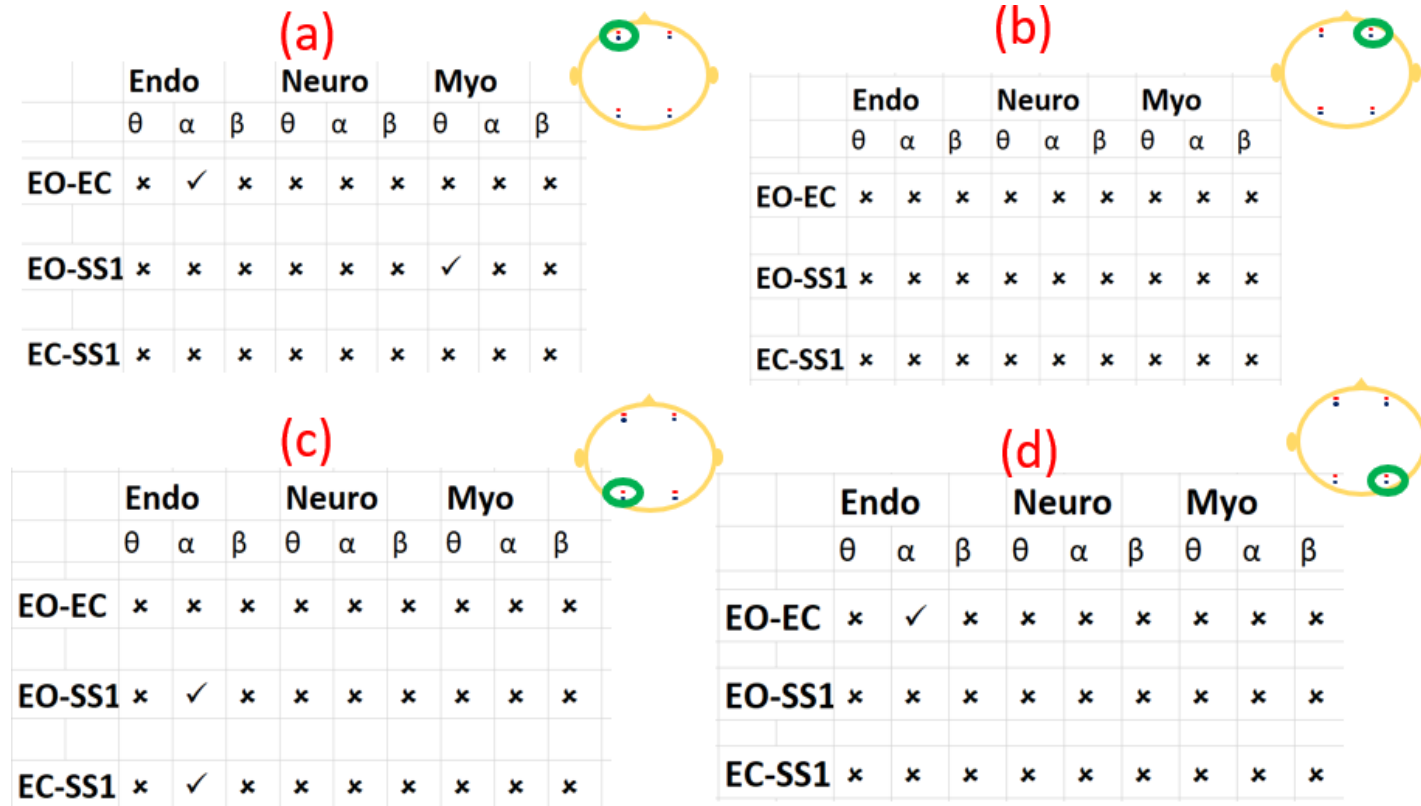 (a)
Endo Neuro Myo
θ α β θ α β θ α β
EO-EC × ✓ × × × × × × ×
EO-SS1 × × × × × × ✓ × ×
EC-SS1 × × × × × × × × ×
(b)
Endo Neuro Myo
θ α β θ α β θ α β
EO-EC × × × × × × × × ×
EO-SS1 × × × × × × × × ×
EC-SS1 × × × × × × × × ×
(c)
Endo Neuro Myo
θ α β θ α β θ α β
EO-EC × × × × × × × × ×
EO-SS1 × ✓ × × × × × × ×
EC-SS1 × ✓ × × × × × × ×
(d)
Endo Neuro Myo
θ α β θ α β θ α β
EO-EC × ✓ × × × × × × ×
EO-SS1 × × × × × × × × ×
EC-SS1 × × × × × × × × ×